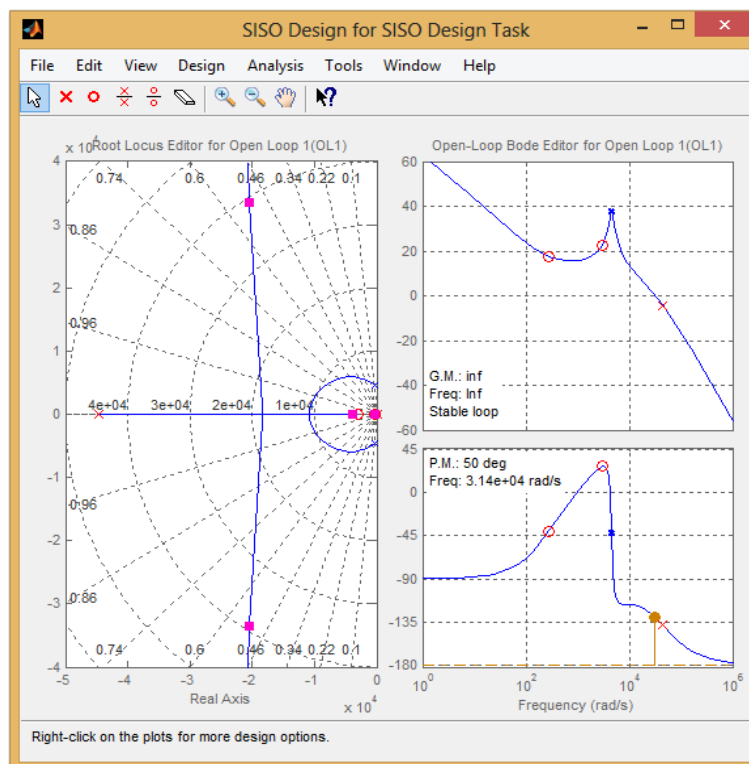 SISO Design for SISO Design Task
File Edit View Design Analysis Tools Window Help
Root Locus Editor for Open Loop 1(OL1)
x 10^4
4
3
2
1
0
-1
-2
-3
-4
0.74 0.6 0.46 0.34 0.22 0.1
0.86
0.96
4e+04 3e+04 2e+04 1e+04
0.96
0.86
0.74 0.6 0.46 0.34 0.22 0.1
-5 -4 -3 -2 -1 0
Real Axis
x 10^4
Open-Loop Bode Editor for Open Loop 1(OL1)
60
40
20
0
-20
-40
-60
G.M.: inf
Freq: Inf
Stable loop
45
0
-45
-90
-135
-180
P.M.: 50 deg
Freq: 3.14e+04 rad/s
10^0 10^2 10^4 10^6
Frequency (rad/s)
Right-click on the plots for more design options.